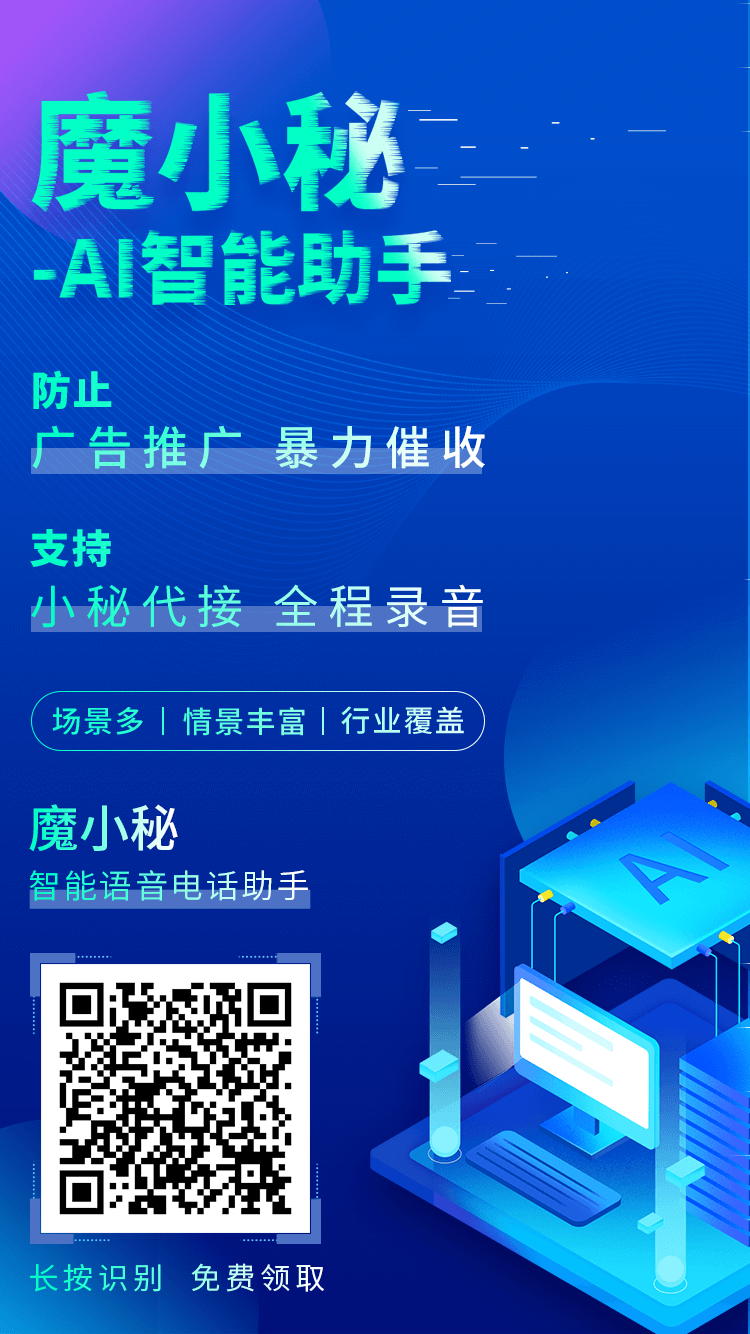 魔小秘
-AI智能助手
防止
广告推广 暴力催收
支持
小秘代接 全程录音
场景多｜情景丰富｜行业覆盖
魔小秘
智能语音电话助手
AI
长按识别 免费领取